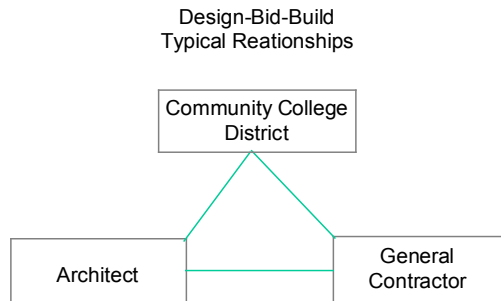 Design-Bid-Build
Typical Reationships
Community College
District
Architect
General
Contractor